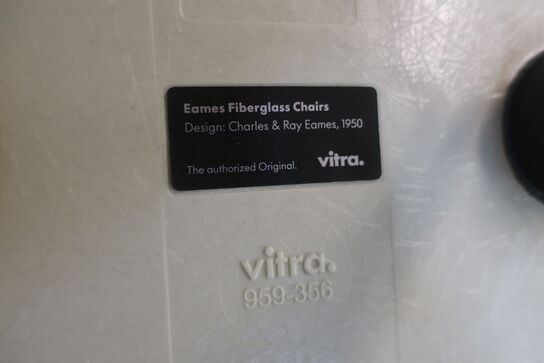 Eames Fiberglass Chairs
Design: Charles & Ray Eames, 1950
The authorized Original. vitra.
vitra.
959-356